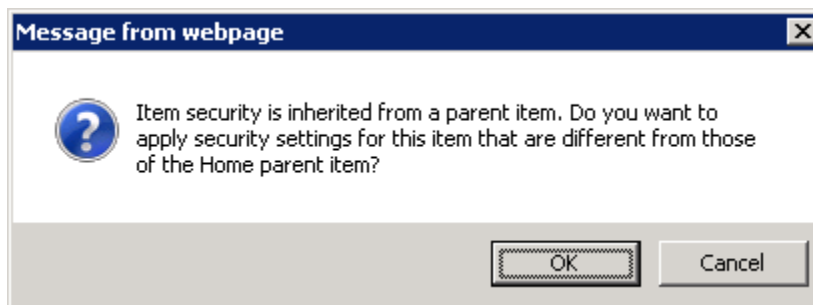 Message from webpage
Item security is inherited from a parent item. Do you want to
apply security settings for this item that are different from those
of the Home parent item?
OK
Cancel